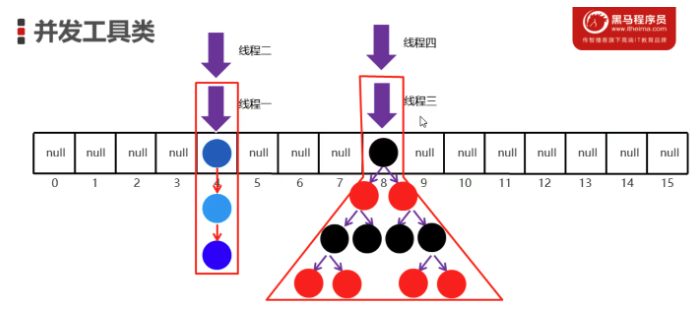 并发工具类
黑马程序员
www.itheima.com
传智播客旗下高端IT教育品牌
线程二
线程四
线程一
线程三
null null null null null null null null null null null null null null
0 1 2 3 4 5 6 7 8 9 10 11 12 13 14 15